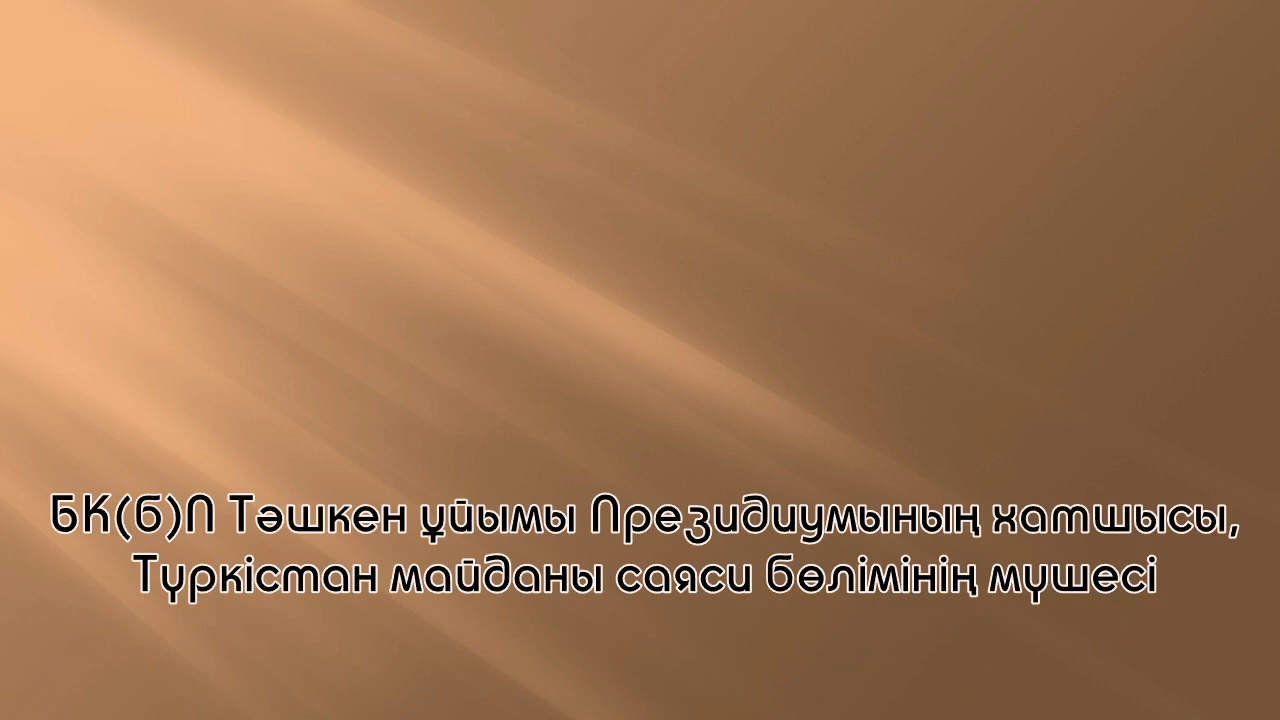 БК(б)П Тәшкен ұйымы Президиумының хатшысы,
Түркістан майданы саяси бөлімінің мүшесі